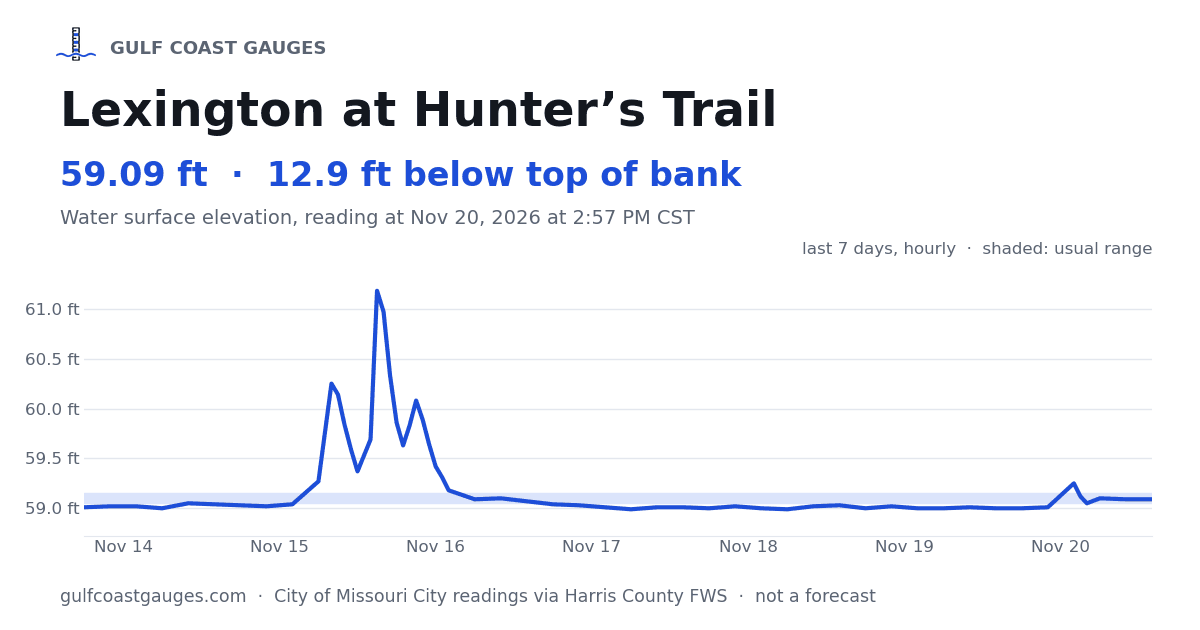 GULF COAST GAUGES
Lexington at Hunter’s Trail
59.09 ft · 12.9 ft below top of bank
Water surface elevation, reading at Nov 20, 2026 at 2:57 PM CST
last 7 days, hourly · shaded: usual range
61.0 ft
60.5 ft
60.0 ft
59.5 ft
59.0 ft
Nov 14 Nov 15 Nov 16 Nov 17 Nov 18 Nov 19 Nov 20
gulfcoastgauges.com · City of Missouri City readings via Harris County FWS · not a forecast